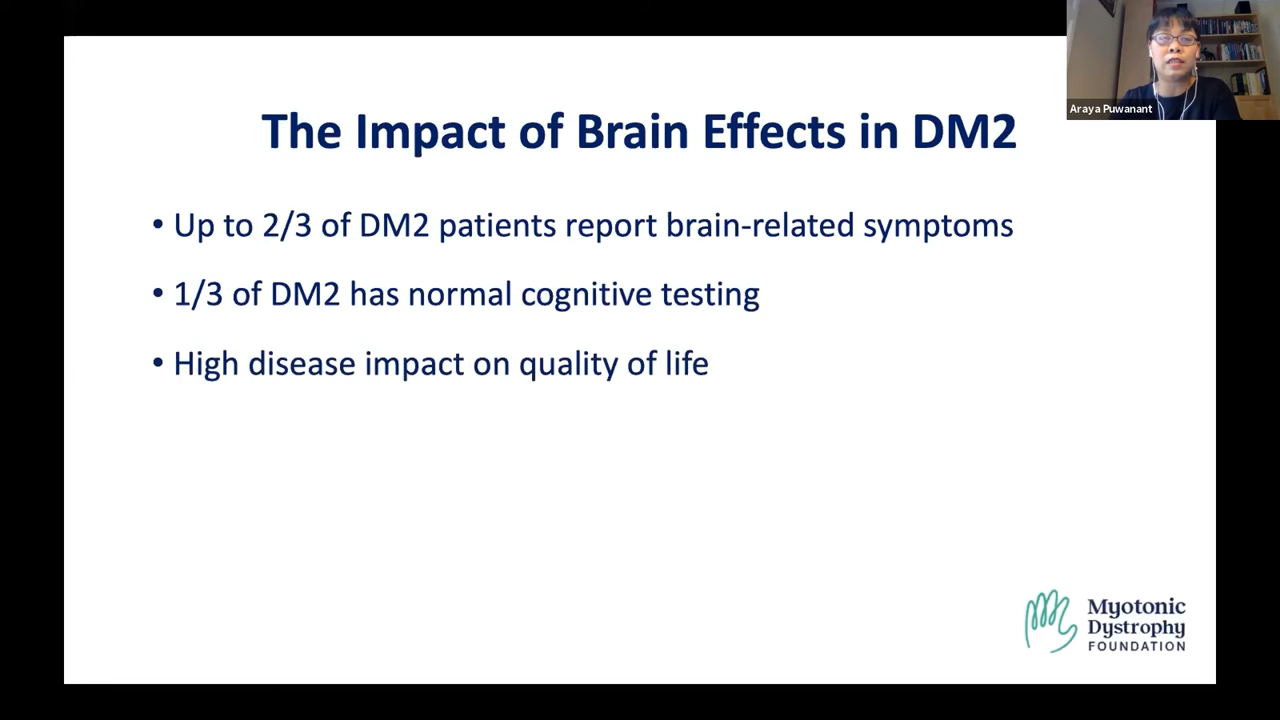 Araya Puwanant
The Impact of Brain Effects in DM2
• Up to 2/3 of DM2 patients report brain-related symptoms
• 1/3 of DM2 has normal cognitive testing
• High disease impact on quality of life
Myotonic
Dystrophy
FOUNDATION